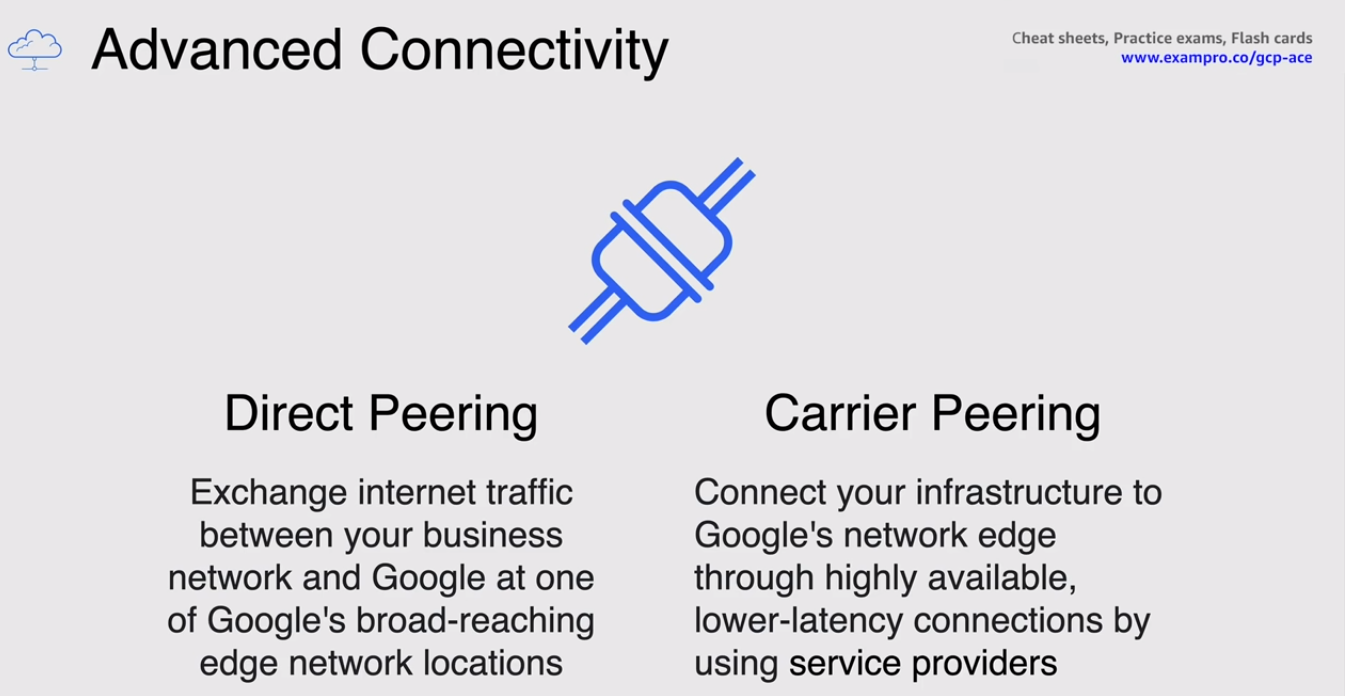 Advanced Connectivity
Cheat sheets, Practice exams, Flash cards
www.exampro.co/gcp-ace
Direct Peering
Exchange internet traffic
between your business
network and Google at one
of Google's broad-reaching
edge network locations
Carrier Peering
Connect your infrastructure to
Google's network edge
through highly available,
lower-latency connections by
using service providers